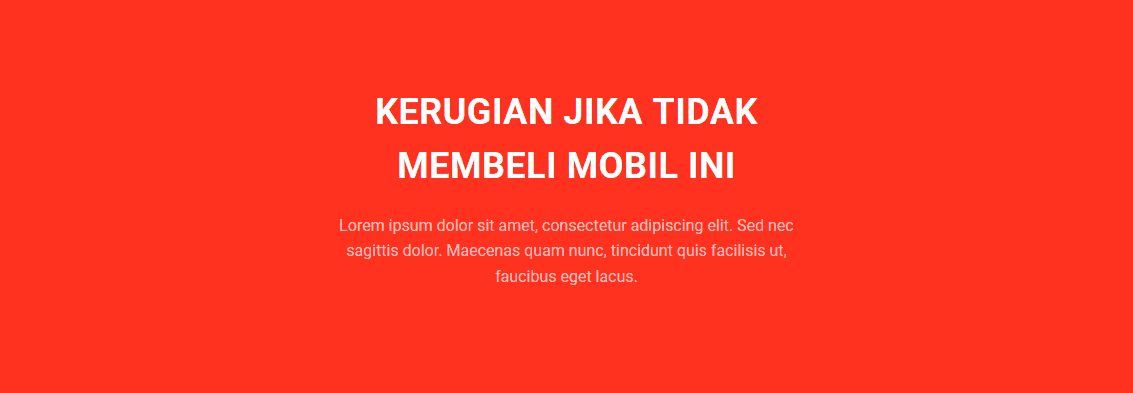 KERUGIAN JIKA TIDAK
MEMBELI MOBIL INI
Lorem ipsum dolor sit amet, consectetur adipiscing elit. Sed nec
sagittis dolor. Maecenas quam nunc, tincidunt quis facilisis ut,
faucibus eget lacus.